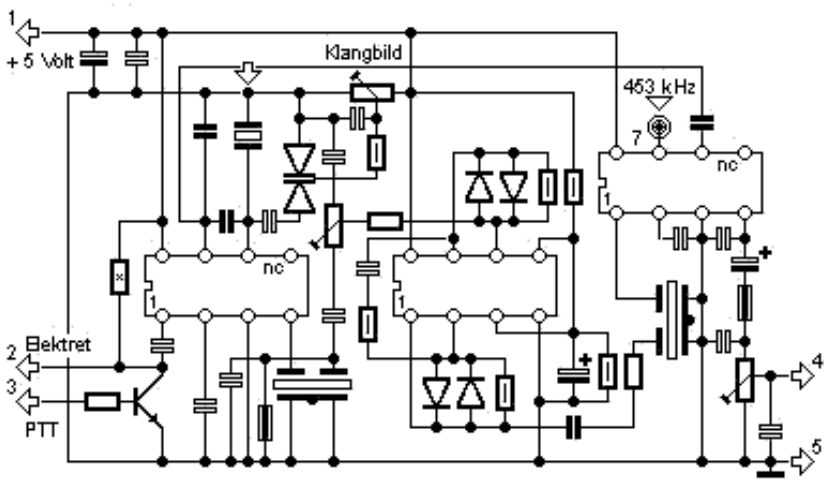 1
+ 5 Volt
Klangbild
453 kHz
7
nc
1
nc
1
1
2
Elektret
3
PTT
x
+
+
4
5